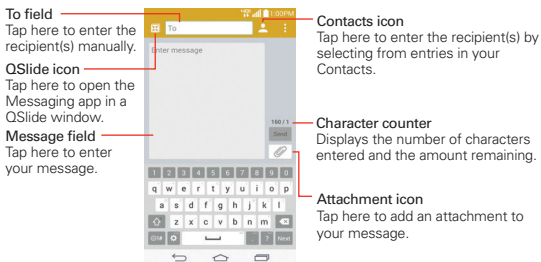 To field
Tap here to enter the
recipient(s) manually.
QSlide icon
Tap here to open the
Messaging app in a
QSlide window.
Message field
Tap here to enter
your message.
4G LTE 1:00PM
To
Enter message
160 / 1
Send
1 2 3 4 5 6 7 8 9 0
q w e r t y u i o p
a s d f g h j k l
z x c v b n m
. ? Next
Contacts icon
Tap here to enter the recipient(s) by
selecting from entries in your
Contacts.
Character counter
Displays the number of characters
entered and the amount remaining.
Attachment icon
Tap here to add an attachment to
your message.